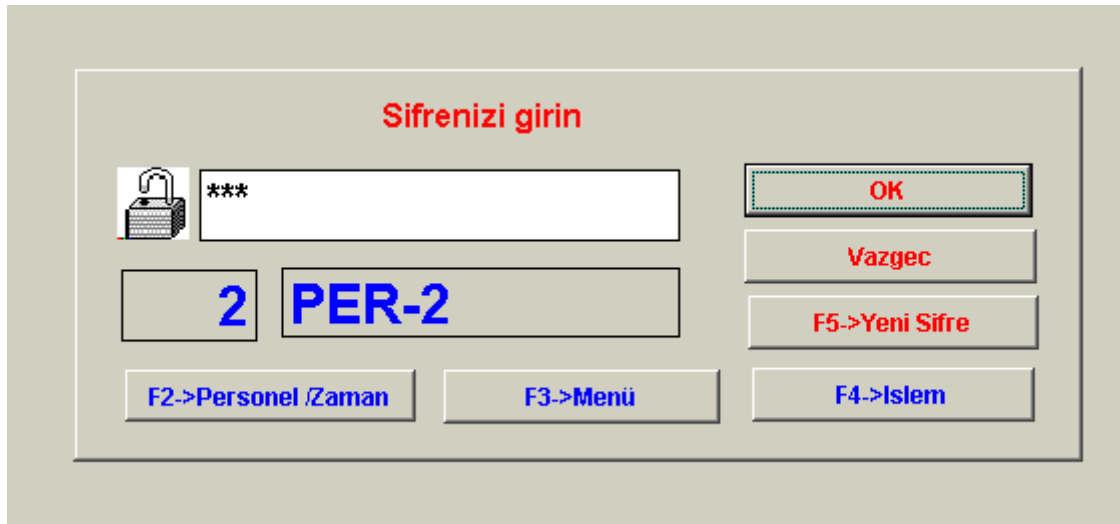 Sifrenizi girin
***
OK
Vazgec
2 PER-2
F5->Yeni Sifre
F2->Personel /Zaman
F3->Menü
F4->Islem